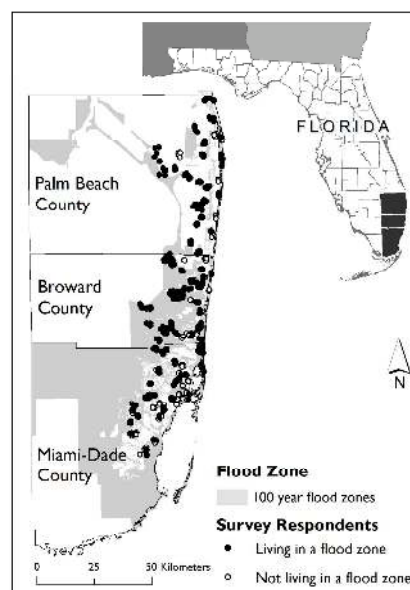 FLORIDA
Palm Beach
County
Broward
County
Miami-Dade
County
N
Flood Zone
100 year flood zones
Survey Respondents
Living in a flood zone
Not living in a flood zone
0 25 50 Kilometers